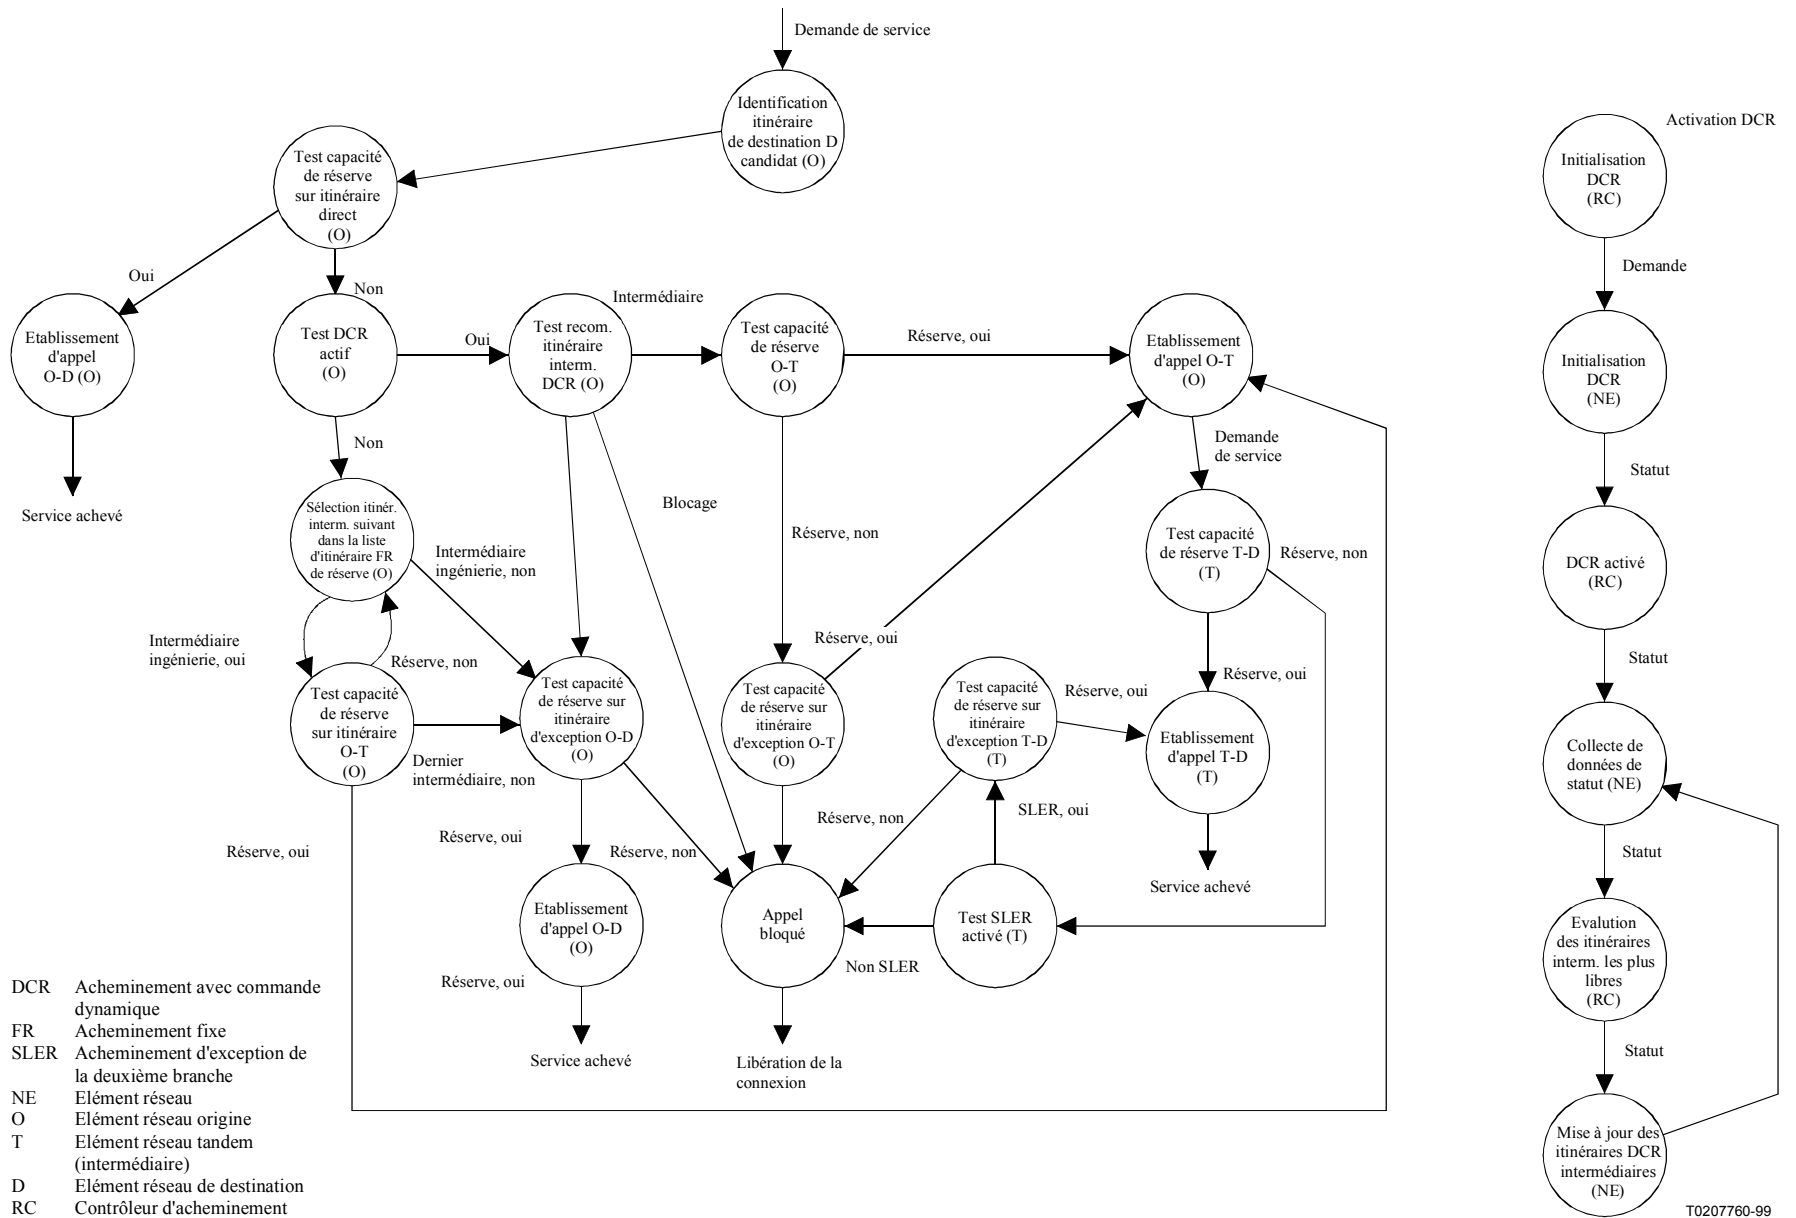 Demande de service
Identification
itinéraire
de destination D
candidat (O)
Test capacité
de réserve
sur itinéraire
direct
(O)
Oui
Non
Etablissement
d'appel
O-D (O)
Service achevé
Test DCR
actif
(O)
Oui
Non
Test recom.
itinéraire
interm.
DCR (O)
Intermédiaire
Test capacité
de réserve
O-T
(O)
Réserve, oui
Etablissement
d'appel O-T
(O)
Demande
de service
Blocage
Réserve, non
Sélection itinér.
interm. suivant
dans la liste
d'itinéraire FR
de réserve (O)
Intermédiaire
ingénierie, non
Intermédiaire
ingénierie, oui
Réserve, non
Test capacité
de réserve
sur itinéraire
O-T
(O)
Dernier
intermédiaire, non
Réserve, oui
Test capacité
de réserve sur
itinéraire
d'exception O-D
(O)
Réserve, oui
Réserve, non
Etablissement
d'appel O-D
(O)
Réserve, oui
Service achevé
Réserve, oui
Test capacité
de réserve sur
itinéraire
d'exception O-T
(O)
Appel
bloqué
Libération de la
connexion
Test capacité
de réserve T-D
(T)
Réserve, non
Réserve, oui
Test capacité
de réserve sur
itinéraire
d'exception T-D
(T)
Réserve, oui
Réserve, non
SLER, oui
Etablissement
d'appel T-D
(T)
Service achevé
Test SLER
activé (T)
Non SLER
Activation DCR
Initialisation
DCR
(RC)
Demande
Initialisation
DCR
(NE)
Statut
DCR activé
(RC)
Statut
Collecte de
données de
statut (NE)
Statut
Evalution
des itinéraires
interm. les plus
libres
(RC)
Statut
Mise à jour des
itinéraires DCR
intermédiaires
(NE)
DCR Acheminement avec commande
dynamique
FR Acheminement fixe
SLER Acheminement d'exception de
la deuxième branche
NE Elément réseau
O Elément réseau origine
T Elément réseau tandem
(intermédiaire)
D Elément réseau de destination
RC Contrôleur d'acheminement
T0207760-99